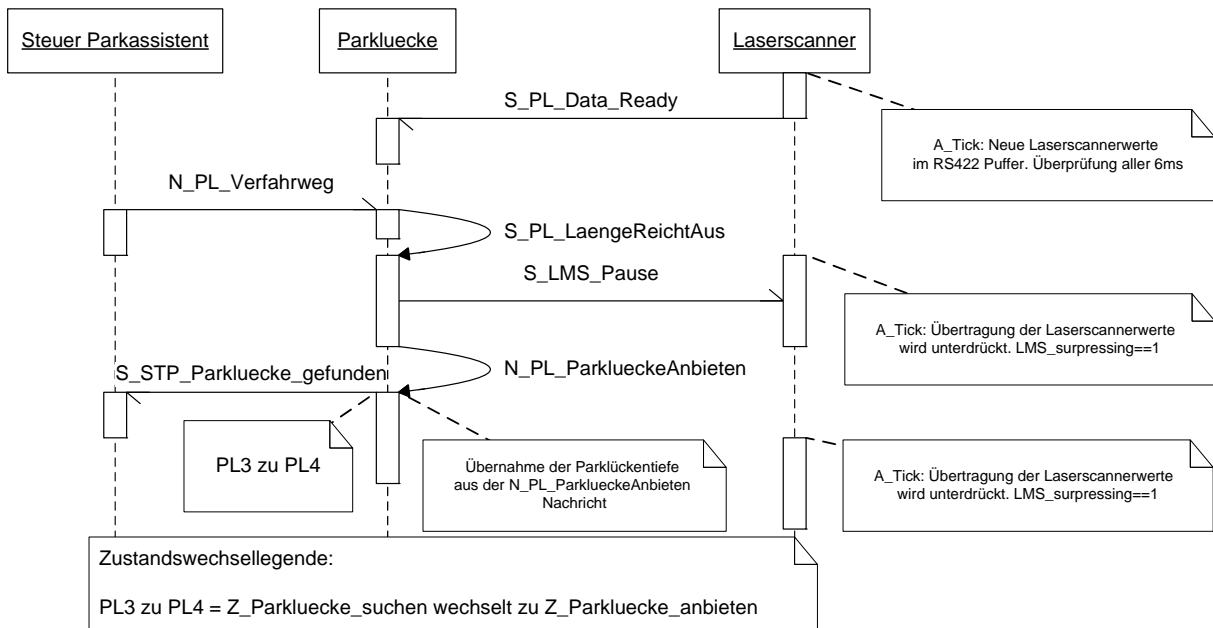 Steuer Parkassistent
Parkluecke
Laserscanner
S_PL_Data_Ready
A_Tick: Neue Laserscannerwerte
im RS422 Puffer. Überprüfung aller 6ms
N_PL_Verfahrweg
S_PL_LaengeReichtAus
S_LMS_Pause
A_Tick: Übertragung der Laserscannerwerte
wird unterdrückt. LMS_surpressing==1
S_STP_Parkluecke_gefunden
N_PL_ParklueckeAnbieten
PL3 zu PL4
Übernahme der Parklückentiefe
aus der N_PL_ParklueckeAnbieten
Nachricht
A_Tick: Übertragung der Laserscannerwerte
wird unterdrückt. LMS_surpressing==1
Zustandswechsellegende:
PL3 zu PL4 = Z_Parkluecke_suchen wechselt zu Z_Parkluecke_anbieten